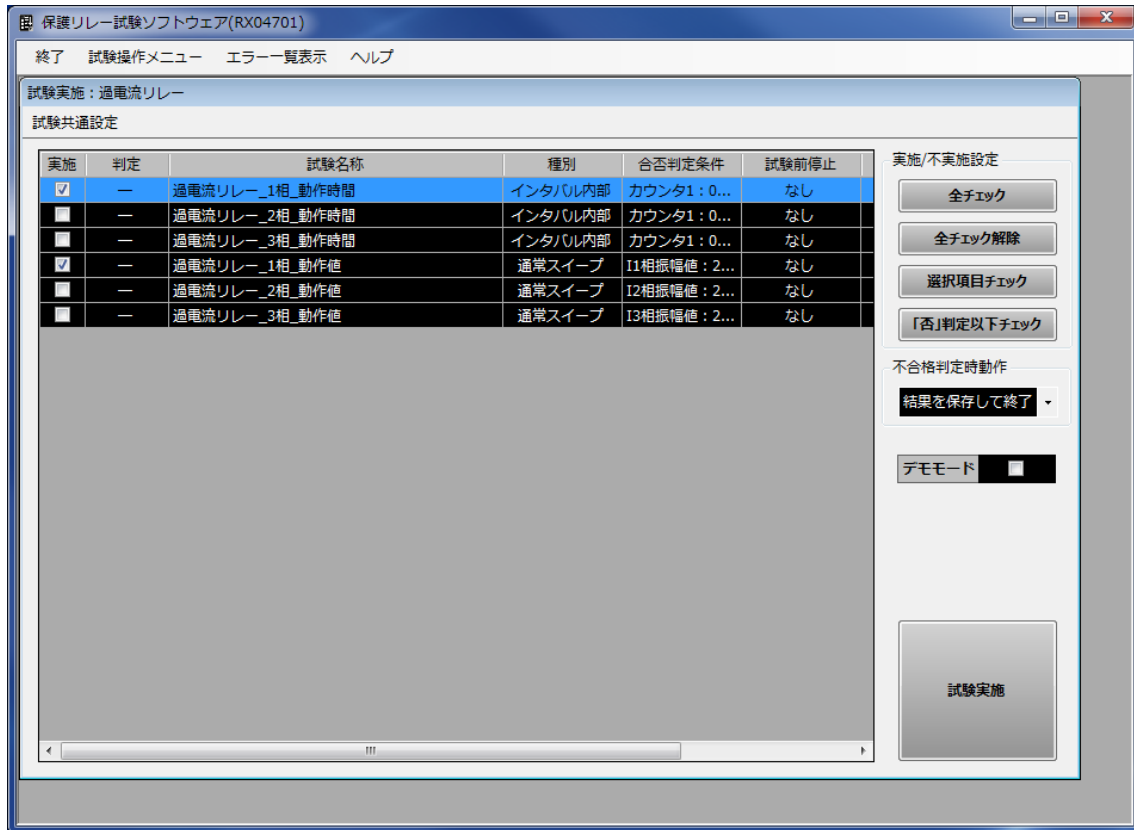 保護リレー試験ソフトウェア(RX04701)
終了 試験操作メニュー エラー一覧表示 ヘルプ
試験実施：過電流リレー
試験共通設定
実施 判定 試験名称 種別 合否判定条件 試験前停止
― 過電流リレー_1相_動作時間 インタバル内部 カウンタ1：0... なし
― 過電流リレー_2相_動作時間 インタバル内部 カウンタ1：0... なし
― 過電流リレー_3相_動作時間 インタバル内部 カウンタ1：0... なし
― 過電流リレー_1相_動作値 通常スイープ I1相振幅値：2... なし
― 過電流リレー_2相_動作値 通常スイープ I2相振幅値：2... なし
― 過電流リレー_3相_動作値 通常スイープ I3相振幅値：2... なし
実施/不実施設定
全チェック
全チェック解除
選択項目チェック
「否」判定以下チェック
不合格判定時動作
結果を保存して終了
デモモード
試験実施